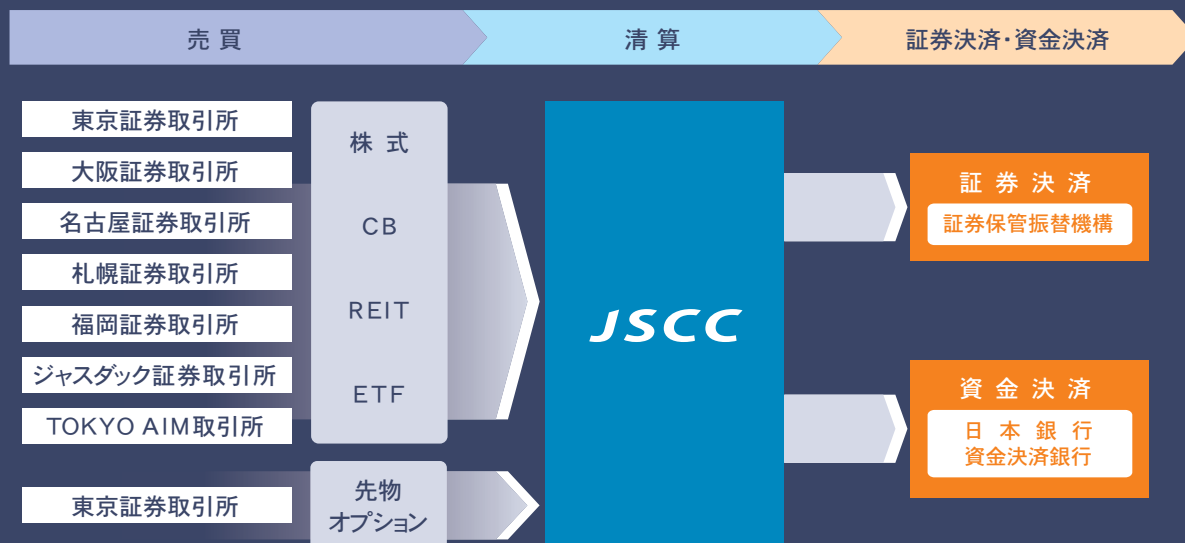 売買
清算
証券決済・資金決済
東京証券取引所
大阪証券取引所
名古屋証券取引所
札幌証券取引所
福岡証券取引所
ジャスダック証券取引所
TOKYO AIM取引所
株式
CB
REIT
ETF
東京証券取引所
先物
オプション
JSCC
証券決済
証券保管振替機構
資金決済
日本銀行
資金決済銀行